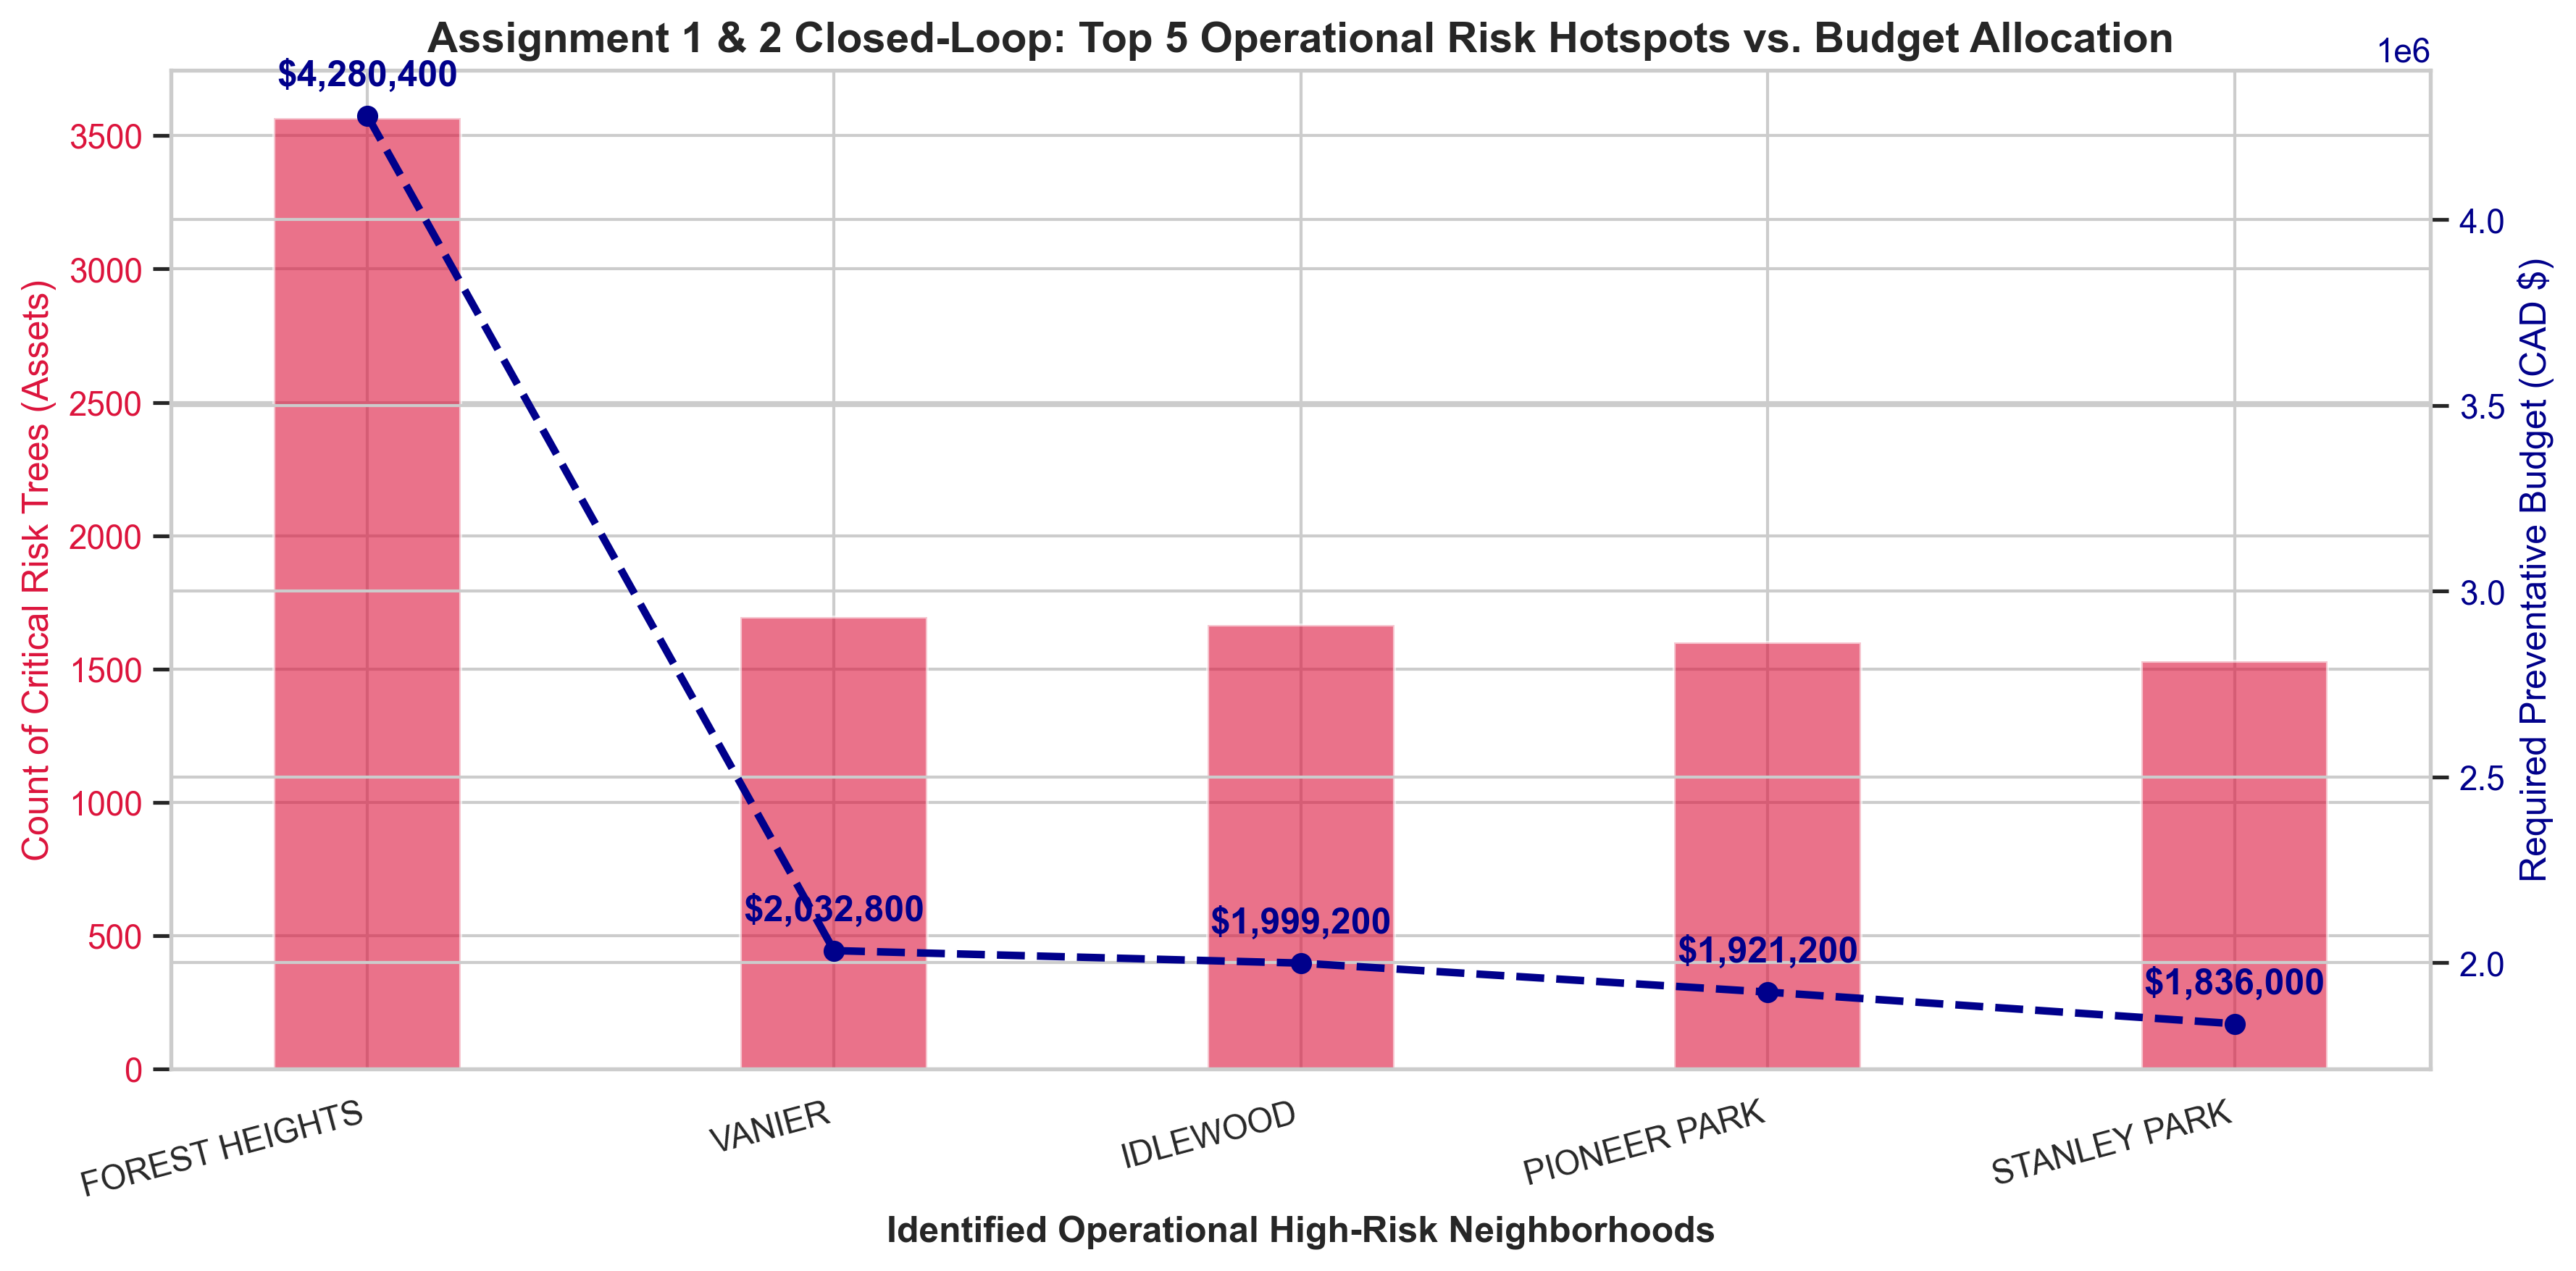 Assignment 1 & 2 Closed-Loop: Top 5 Operational Risk Hotspots vs. Budget Allocation
1e6
Count of Critical Risk Trees (Assets)
3500
3000
2500
2000
1500
1000
500
0
$4,280,400
$2,032,800
$1,999,200
$1,921,200
$1,836,000
4.0
3.5
3.0
2.5
2.0
Required Preventative Budget (CAD $)
FOREST HEIGHTS
VANIER
IDLEWOOD
PIONEER PARK
STANLEY PARK
Identified Operational High-Risk Neighborhoods